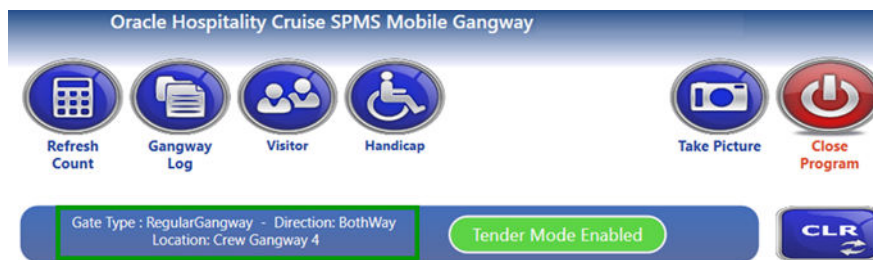 Oracle Hospitality Cruise SPMS Mobile Gangway
Refresh
Count
Gangway
Log
Visitor
Handicap
Take Picture
Close
Program
Gate Type : RegularGangway - Direction: BothWay
Location: Crew Gangway 4
Tender Mode Enabled
CLR